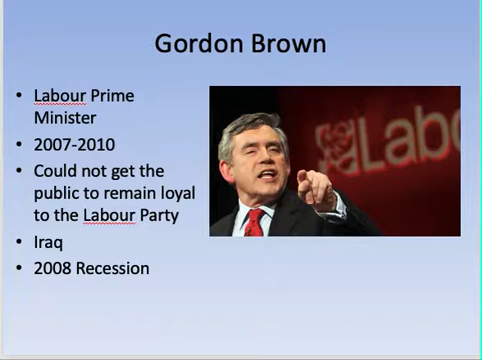 Gordon Brown
• Labour Prime
Minister
• 2007-2010
• Could not get the
public to remain loyal
to the Labour Party
• Iraq
• 2008 Recession
Labo